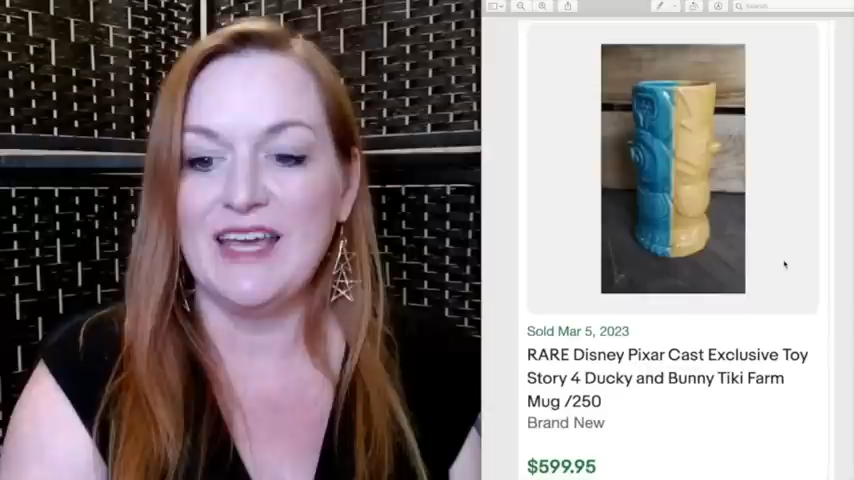 Search
Sold Mar 5, 2023
RARE Disney Pixar Cast Exclusive Toy
Story 4 Ducky and Bunny Tiki Farm
Mug /250
Brand New
$599.95